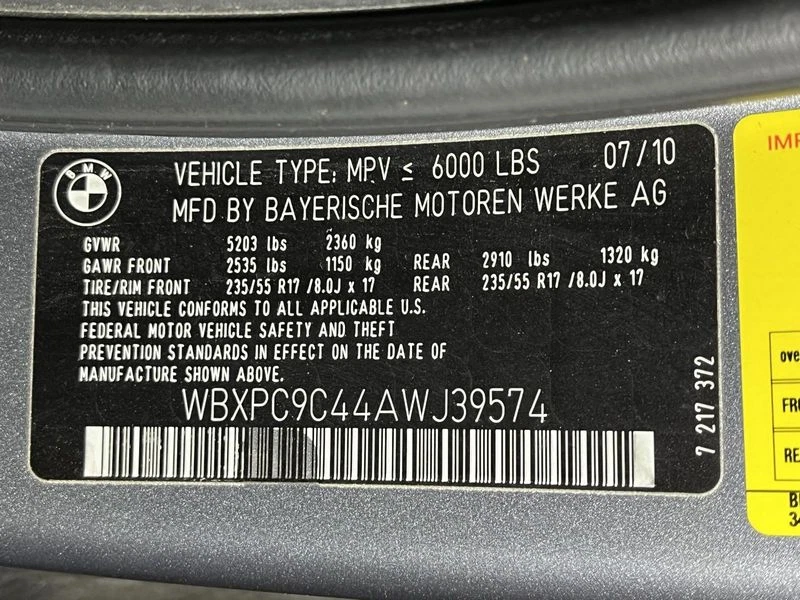 BMW
VEHICLE TYPE: MPV ≤ 6000 LBS 07/10
MFD BY BAYERISCHE MOTOREN WERKE AG
GVWR 5203 lbs 2360 kg
GAWR FRONT 2535 lbs 1150 kg REAR 2910 lbs 1320 kg
TIRE/RIM FRONT 235/55 R17 /8.0J x 17 REAR 235/55 R17 /8.0J x 17
THIS VEHICLE CONFORMS TO ALL APPLICABLE U.S.
FEDERAL MOTOR VEHICLE SAFETY AND THEFT
PREVENTION STANDARDS IN EFFECT ON THE DATE OF
MANUFACTURE SHOWN ABOVE.
WBXPC9C44AWJ39574
7 217 372